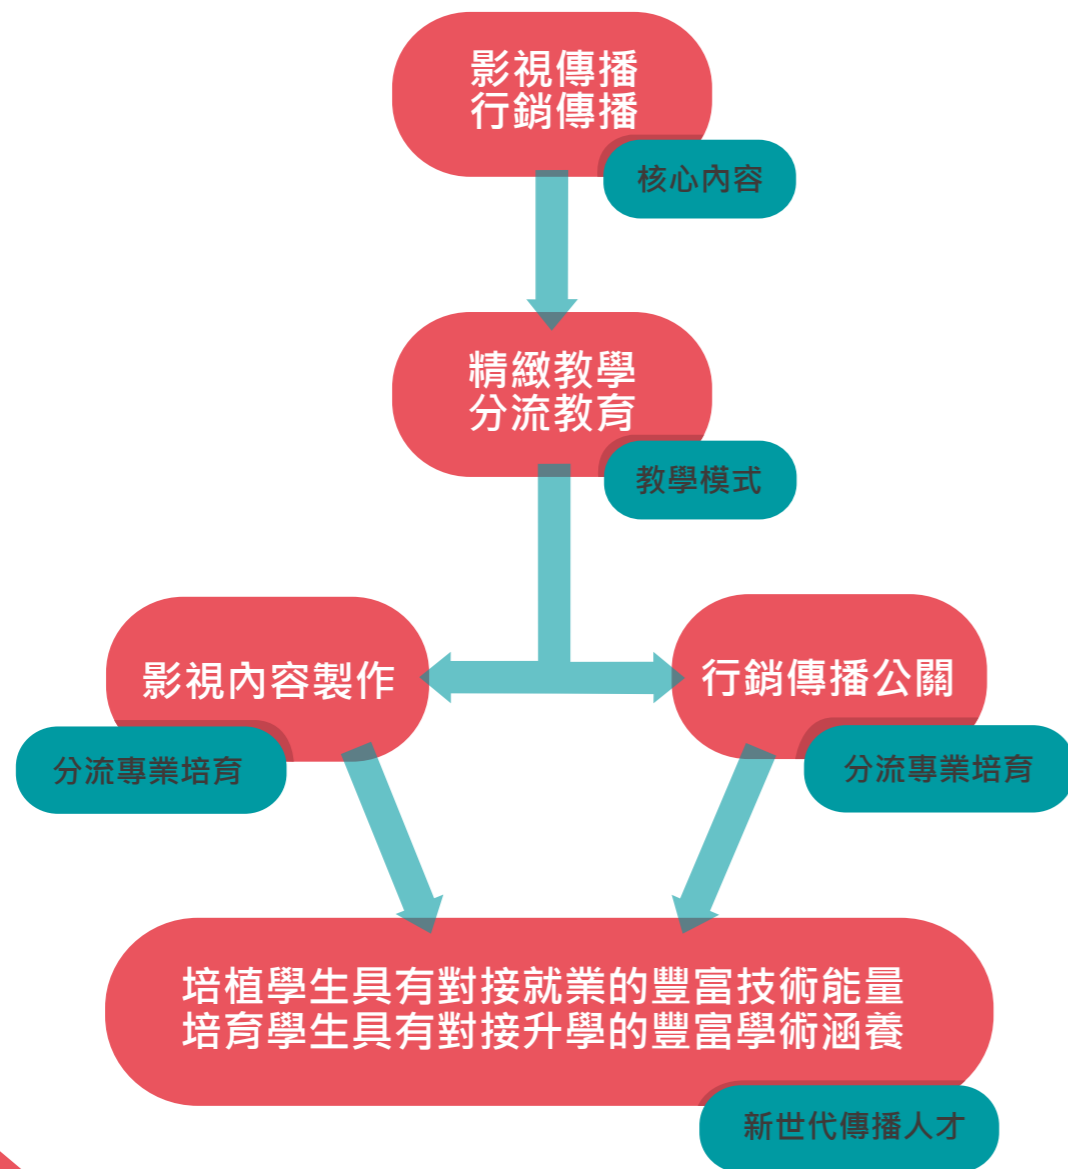 影視傳播
行銷傳播
核心內容
精緻教學
分流教育
教學模式
影視內容製作
分流專業培育
行銷傳播公關
分流專業培育
培植學生具有對接就業的豐富技術能量
培育學生具有對接升學的豐富學術涵養
新世代傳播人才